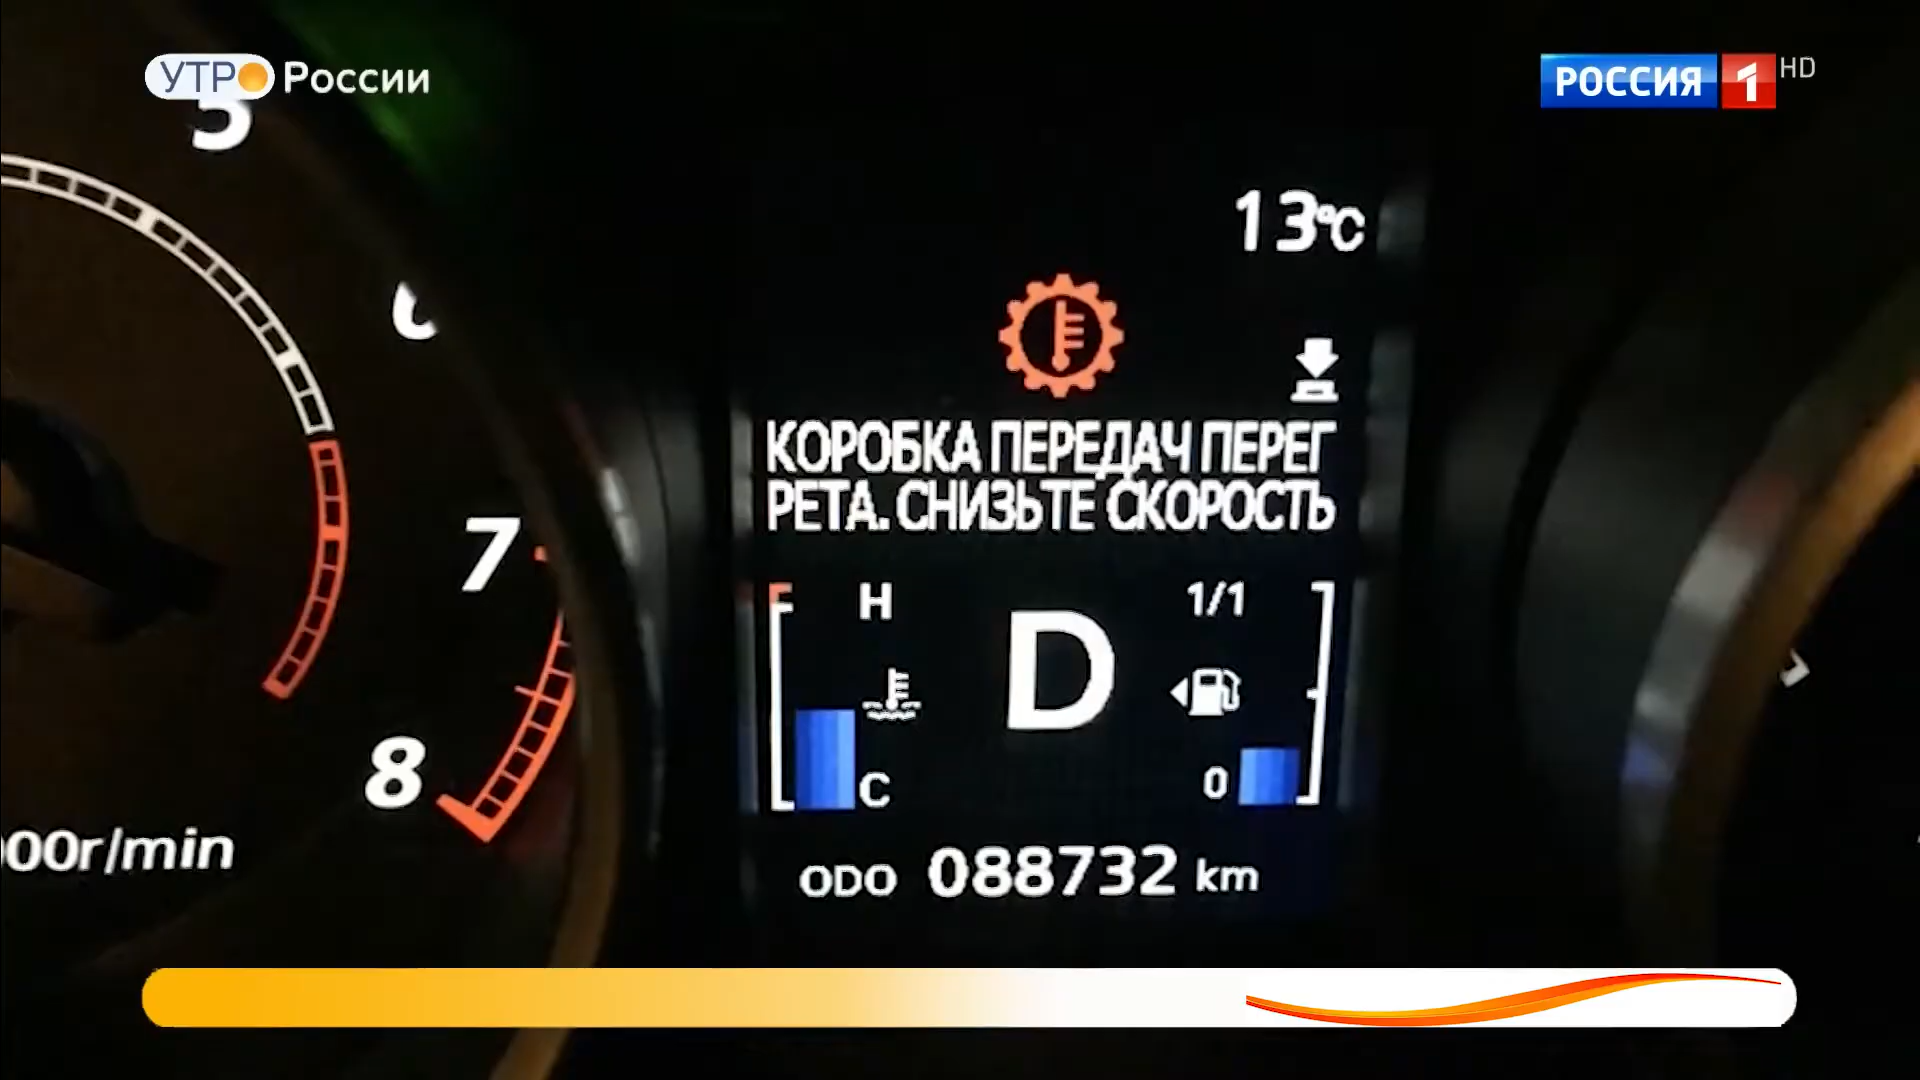 УТРО России
РОССИЯ 1 HD
5
13°C
6
КОРОБКА ПЕРЕДАЧ ПЕРЕГ
РЕТА. СНИЗЬТЕ СКОРОСТЬ
7
H
1/1
D
8
C
0
00r/min
ODO 088732 km